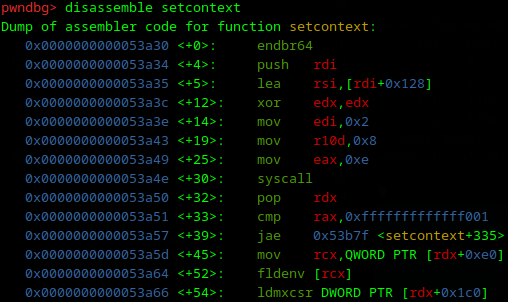 pwndbg> disassemble setcontext
Dump of assembler code for function setcontext:
   0x0000000000053a30 <+0>:     endbr64
   0x0000000000053a34 <+4>:     push   rdi
   0x0000000000053a35 <+5>:     lea    rsi,[rdi+0x128]
   0x0000000000053a3c <+12>:    xor    edx,edx
   0x0000000000053a3e <+14>:    mov    edi,0x2
   0x0000000000053a43 <+19>:    mov    r10d,0x8
   0x0000000000053a49 <+25>:    mov    eax,0xe
   0x0000000000053a4e <+30>:    syscall
   0x0000000000053a50 <+32>:    pop    rdx
   0x0000000000053a51 <+33>:    cmp    rax,0xfffffffffffff001
   0x0000000000053a57 <+39>:    jae    0x53b7f <setcontext+335>
   0x0000000000053a5d <+45>:    mov    rcx,QWORD PTR [rdx+0xe0]
   0x0000000000053a64 <+52>:    fldenv [rcx]
   0x0000000000053a66 <+54>:    ldmxcsr DWORD PTR [rdx+0x1c0]